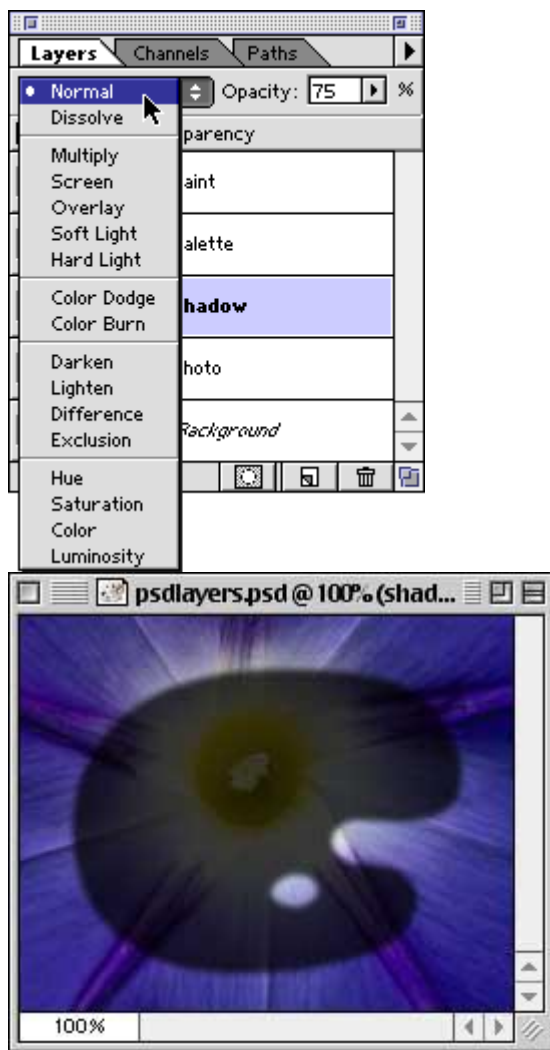 Layers Channels Paths
Normal Opacity: 75 %
Dissolve
parency
Multiply
Screen
aint
Overlay
Soft Light
alette
Hard Light
Color Dodge
hadow
Color Burn
Darken
hoto
Lighten
Difference
Background
Exclusion
Hue
Saturation
Color
Luminosity
psdlayers.psd @ 100% (shad...
100%